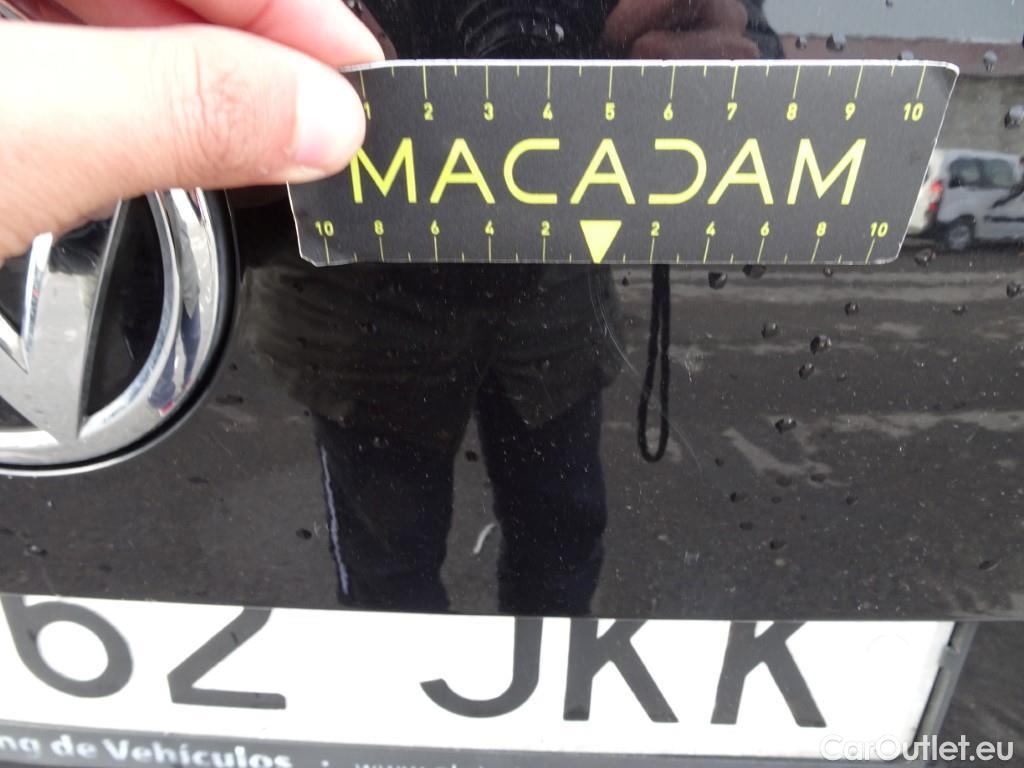 1 2 3 4 5 6 7 8 9 10
MACADAM
10 8 6 4 2 2 4 6 8 10
62 JKK
ng de Vehículos ·
CarOutlet.eu